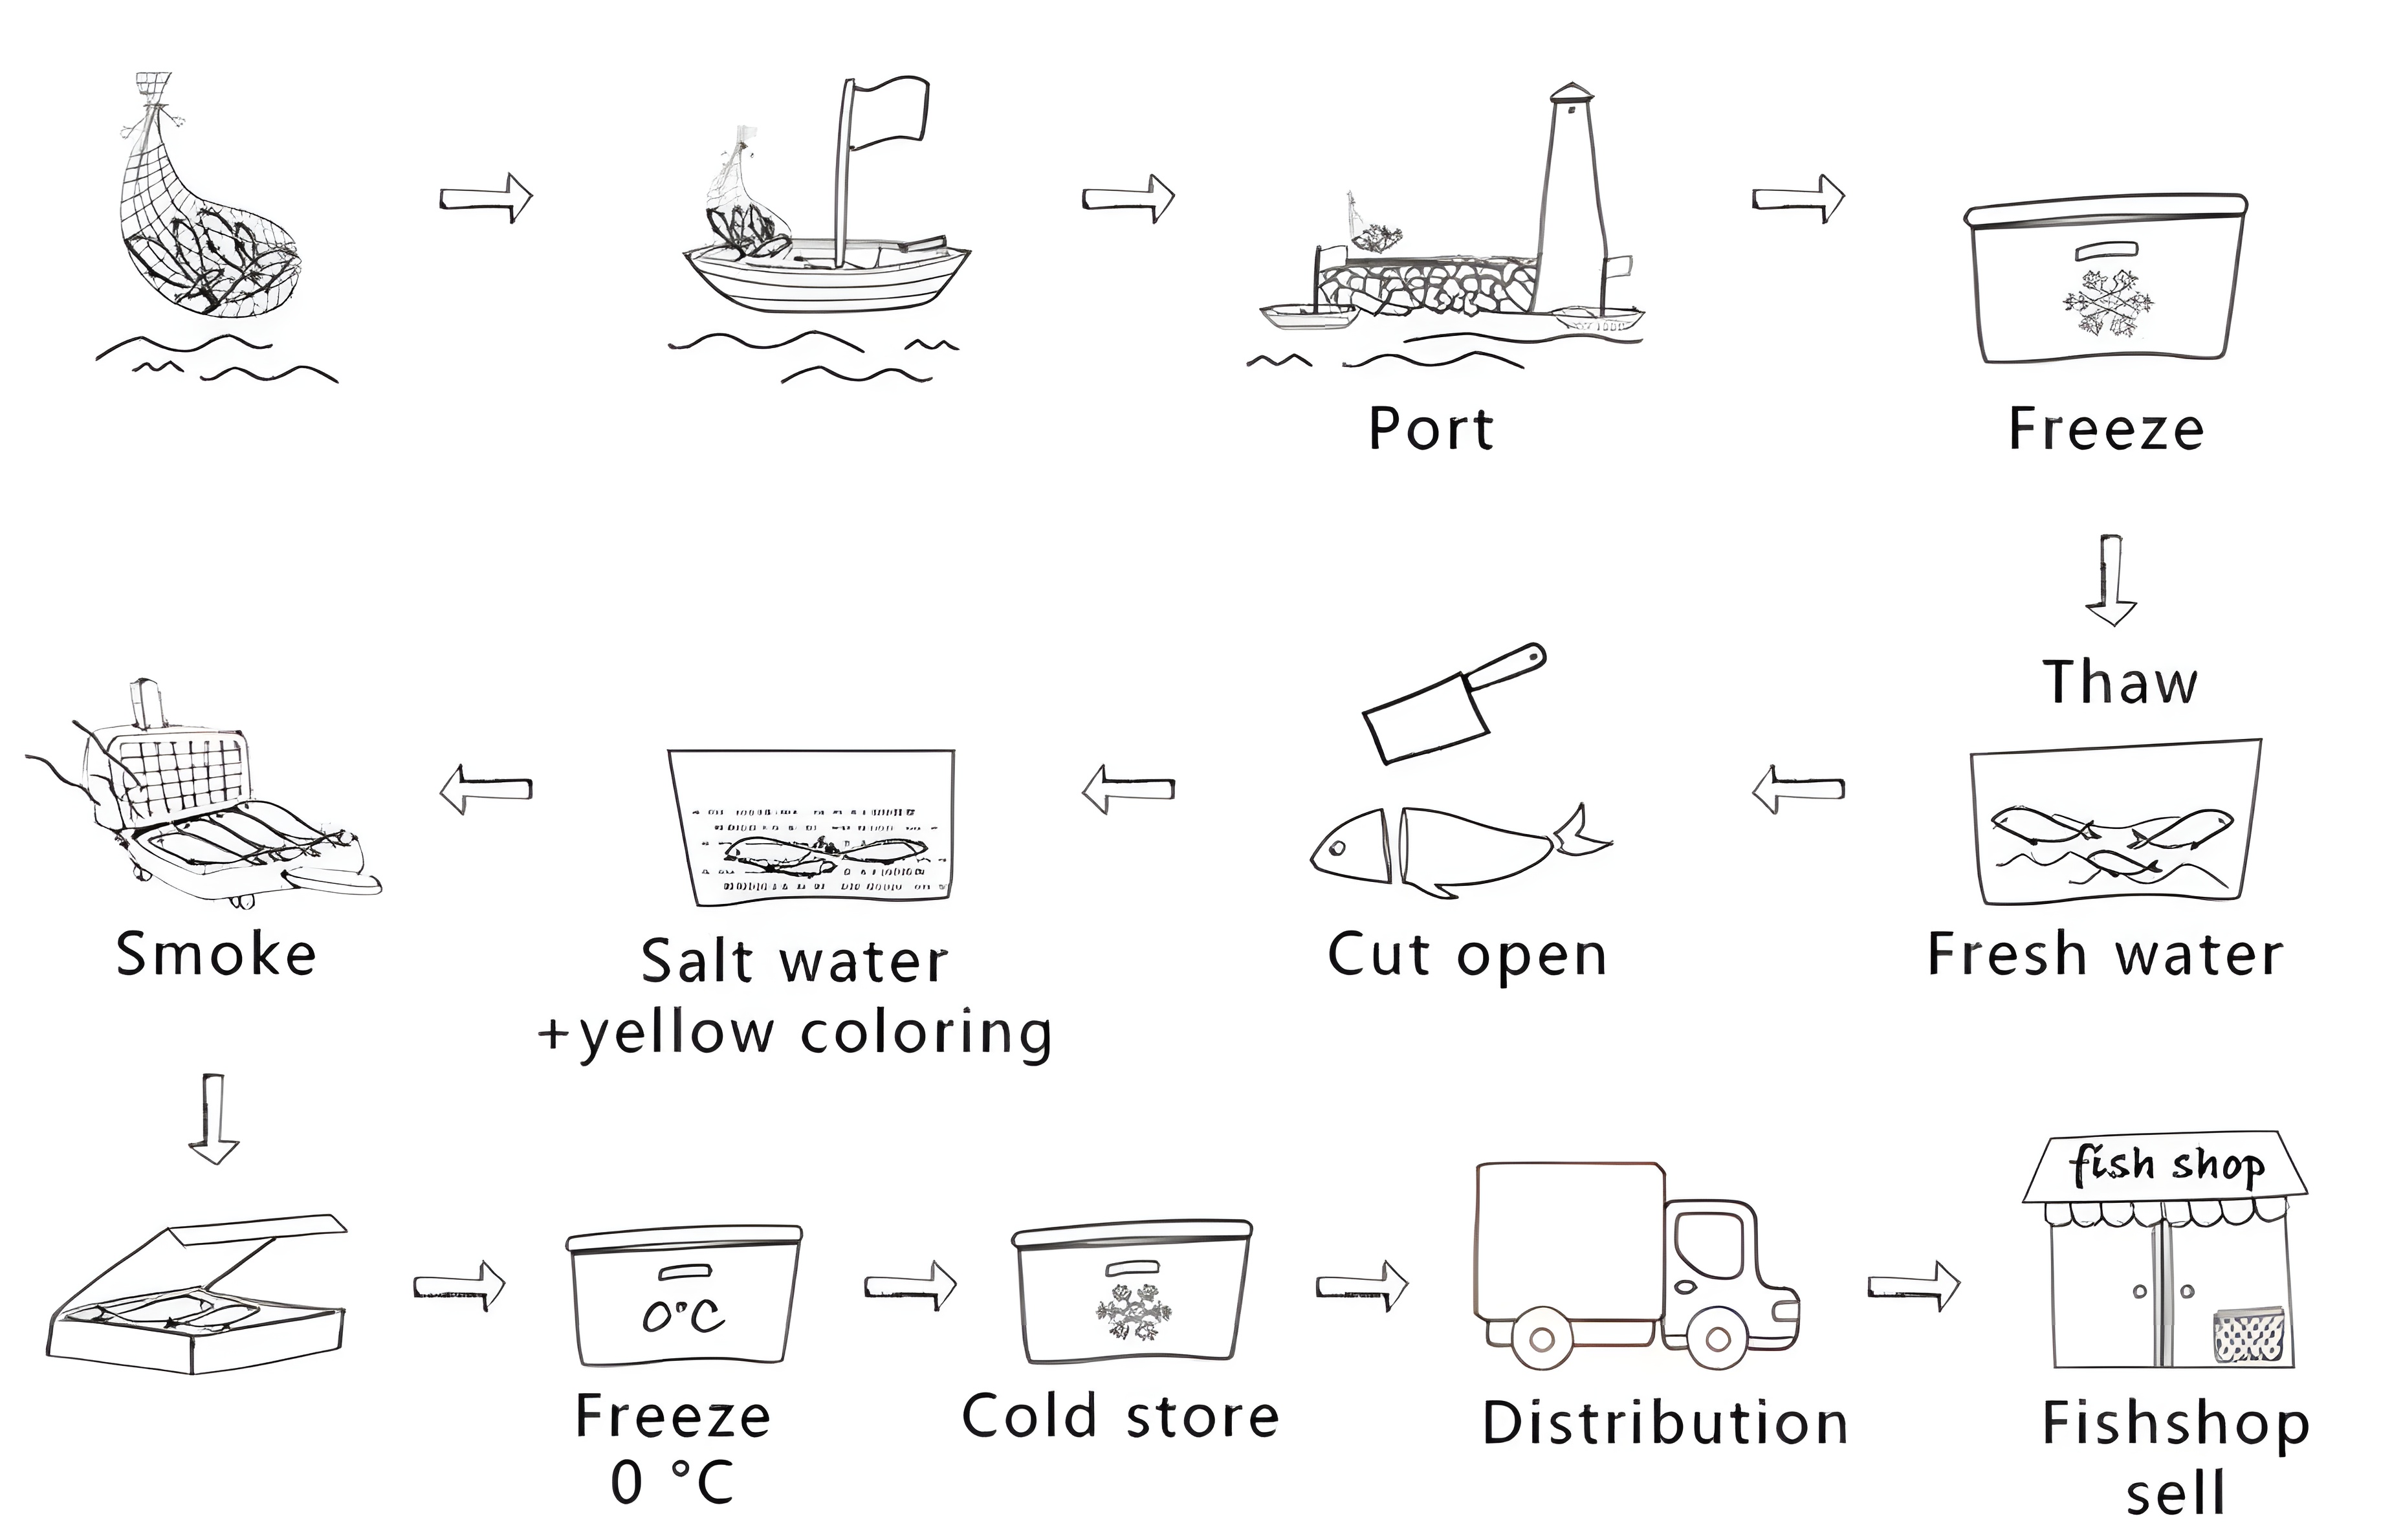 Port
Freeze
Thaw
Smoke
Salt water
+yellow coloring
Cut open
Fresh water
fish shop
0°C
Freeze
0 °C
Cold store
Distribution
Fishshop
sell